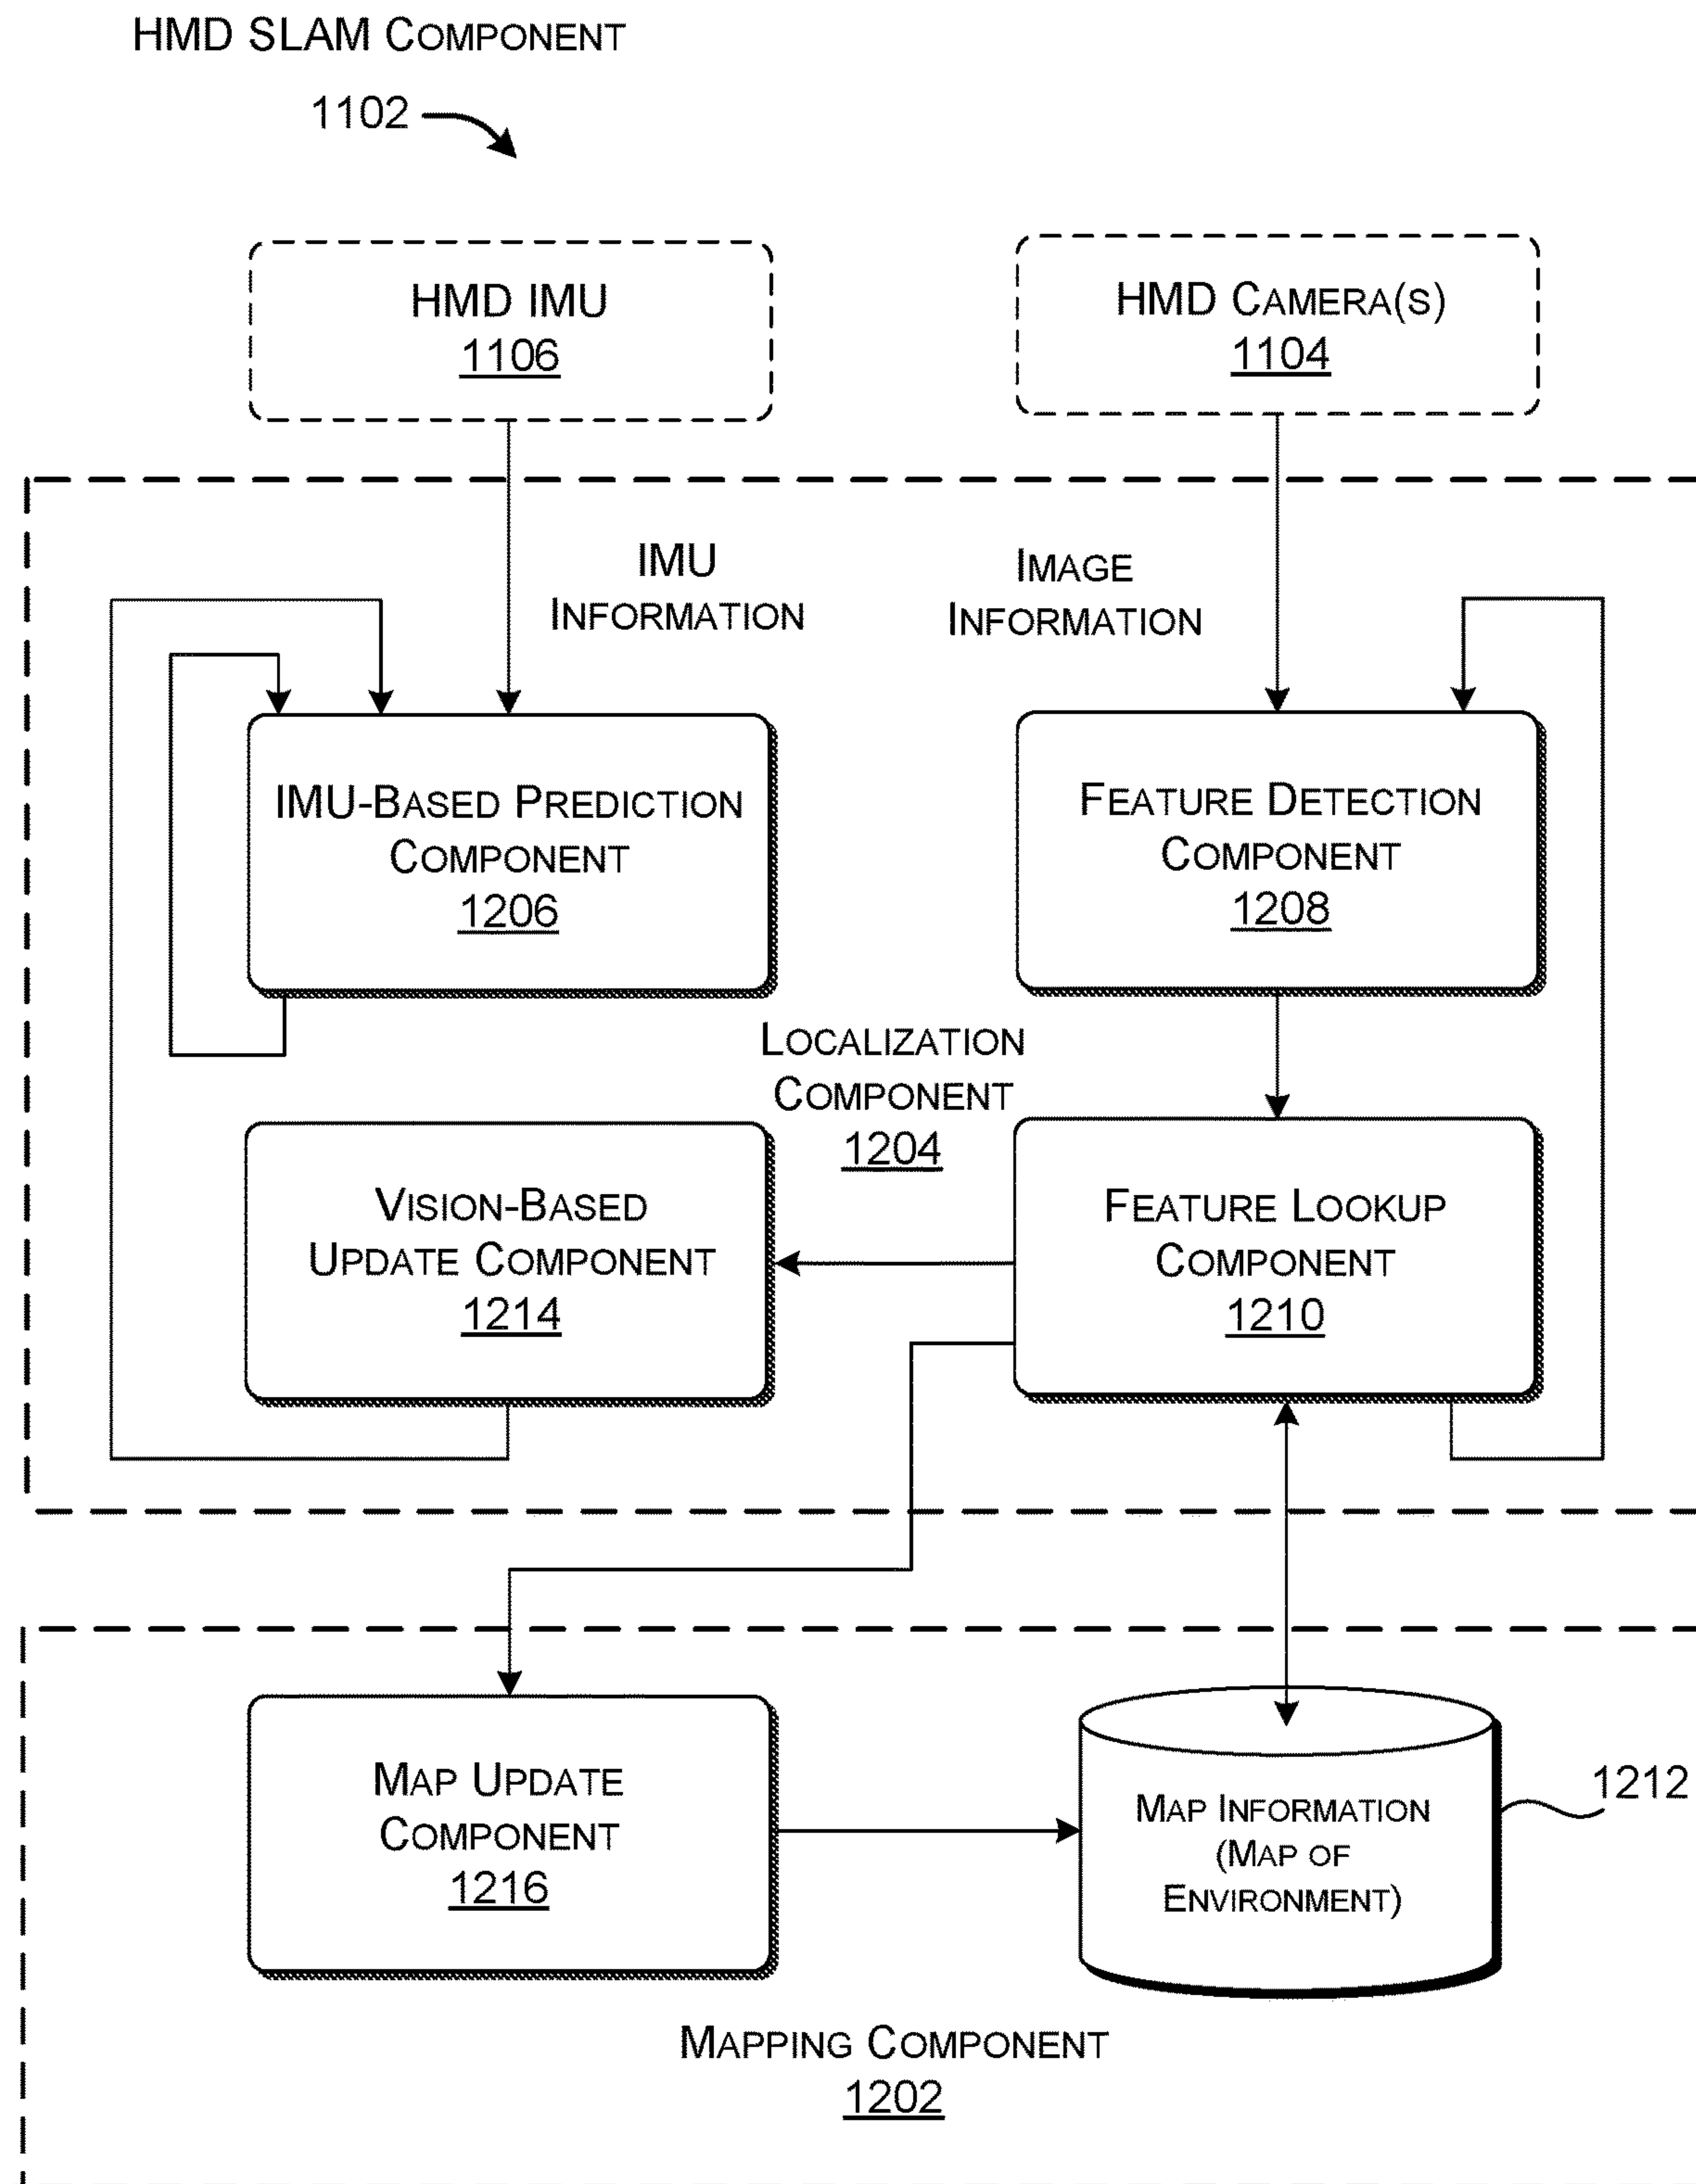 HMD SLAM COMPONENT
1102
HMD IMU
1106
HMD CAMERA(S)
1104
IMU
INFORMATION
IMAGE
INFORMATION
IMU-BASED PREDICTION
COMPONENT
1206
FEATURE DETECTION
COMPONENT
1208
LOCALIZATION
COMPONENT
1204
VISION-BASED
UPDATE COMPONENT
1214
FEATURE LOOKUP
COMPONENT
1210
MAP UPDATE
COMPONENT
1216
MAP INFORMATION
(MAP OF
ENVIRONMENT)
1212
MAPPING COMPONENT
1202